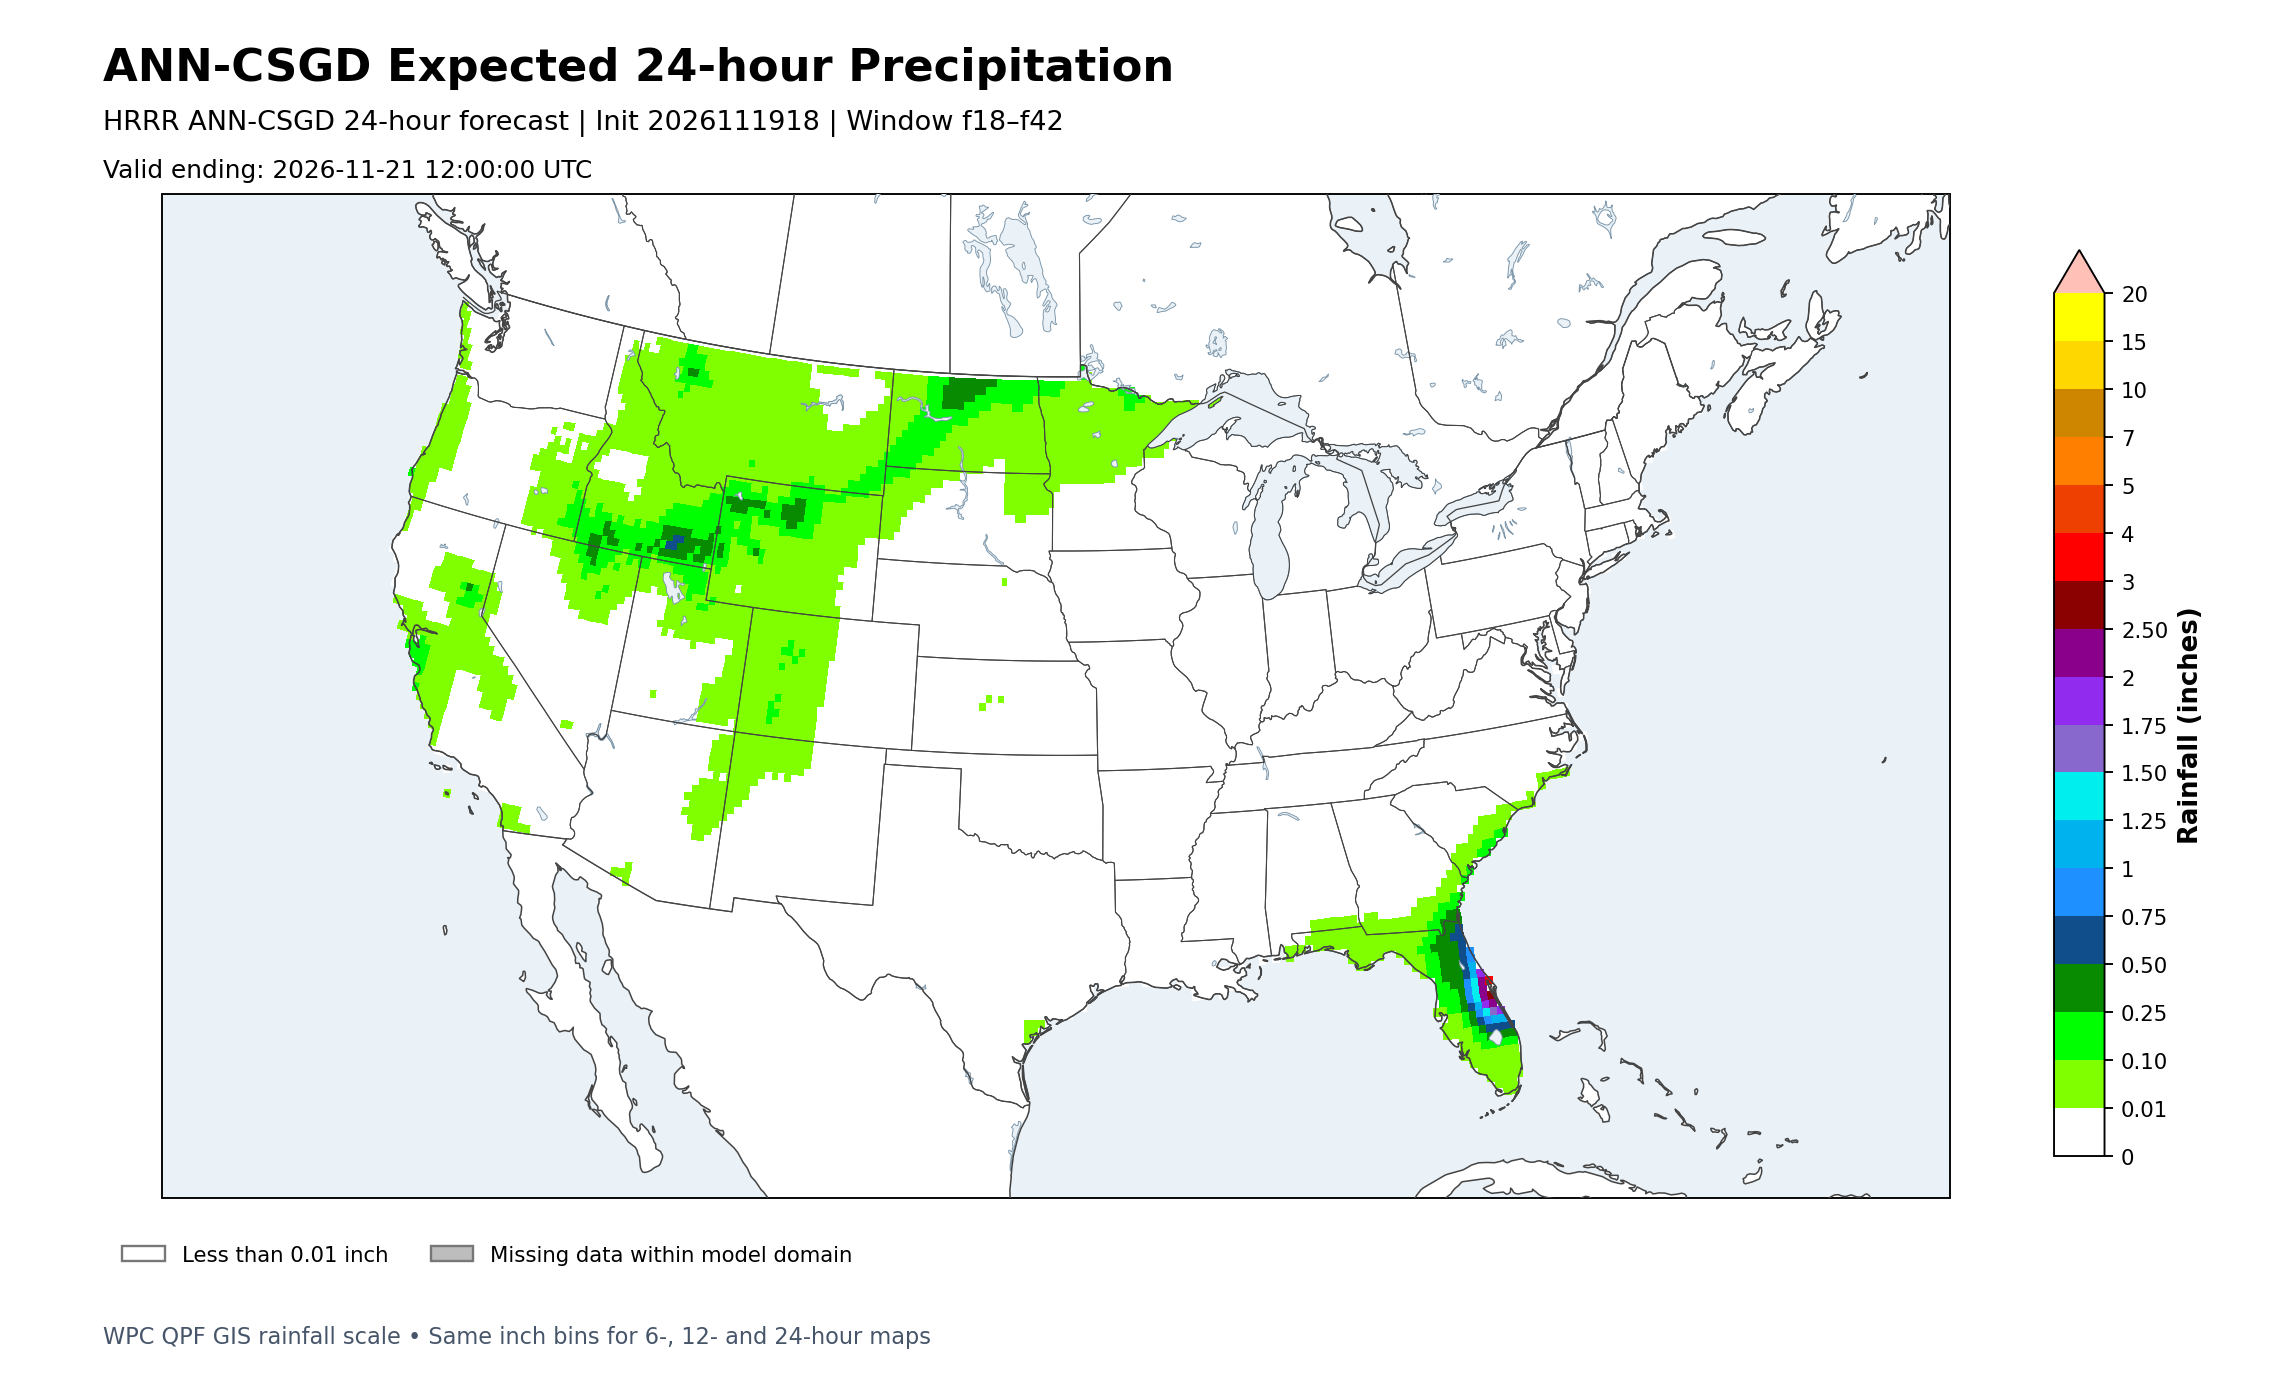 ANN-CSGD Expected 24-hour Precipitation
HRRR ANN-CSGD 24-hour forecast | Init 2026111918 | Window f18–f42
Valid ending: 2026-11-21 12:00:00 UTC
20
15
10
7
5
4
3
2.50
2
1.75
1.50
1.25
1
0.75
0.50
0.25
0.10
0.01
0
Rainfall (inches)
Less than 0.01 inch
Missing data within model domain
WPC QPF GIS rainfall scale • Same inch bins for 6-, 12- and 24-hour maps